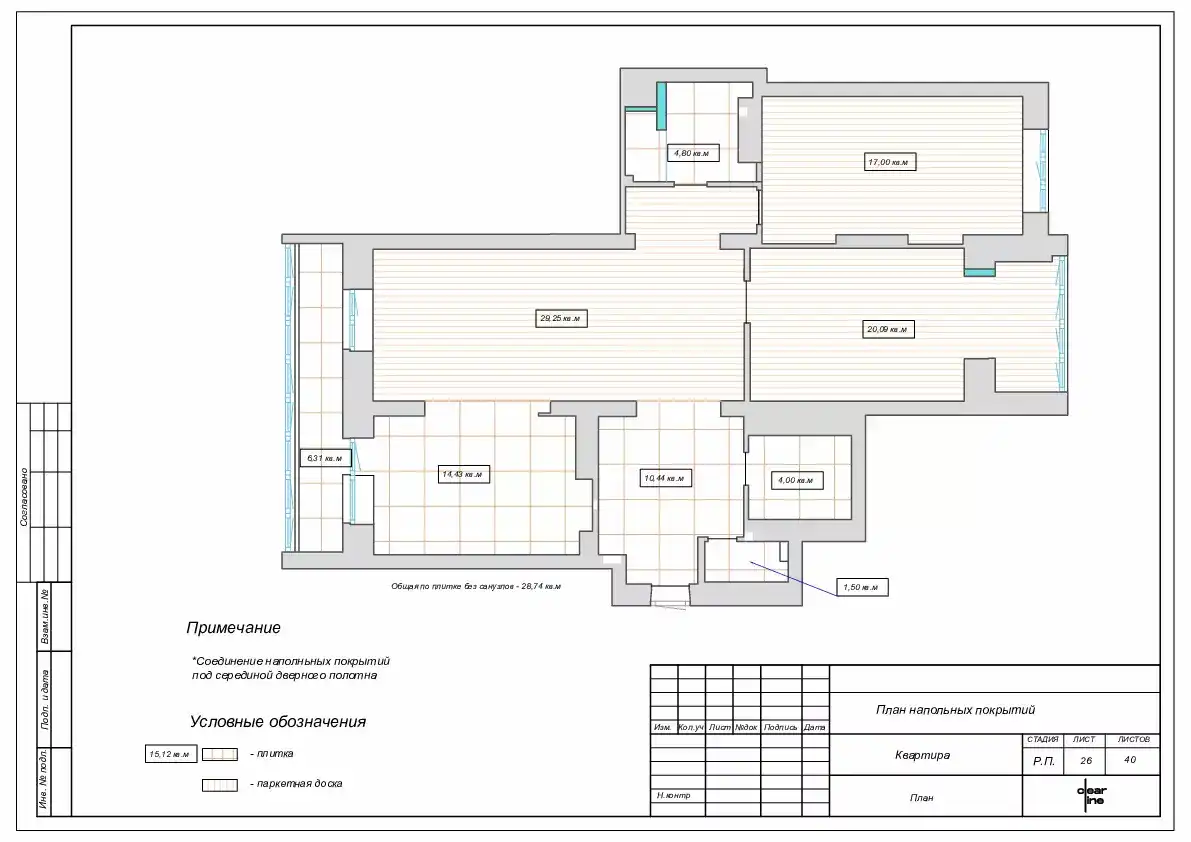 4,80 кв.м
17,00 кв.м
29,25 кв.м
20,09 кв.м
6,31 кв.м
14,43 кв.м
10,44 кв.м
4,00 кв.м
1,50 кв.м
Общая по плитке без санузлов - 28,74 кв.м
Примечание
*Соединение наполньных покрытий
под серединой дверного полотна
Условные обозначения
15,12 кв.м
- плитка
- паркетная доска
Согласовано
Взам.инв.№
Подп. и дата
Инв. № подл.
Изм. Кол.уч Лист №док Подпись Дата
Н.контр
План напольных покрытий
Квартира
СТАДИЯ ЛИСТ ЛИСТОВ
Р.П. 26 40
План
clear
line